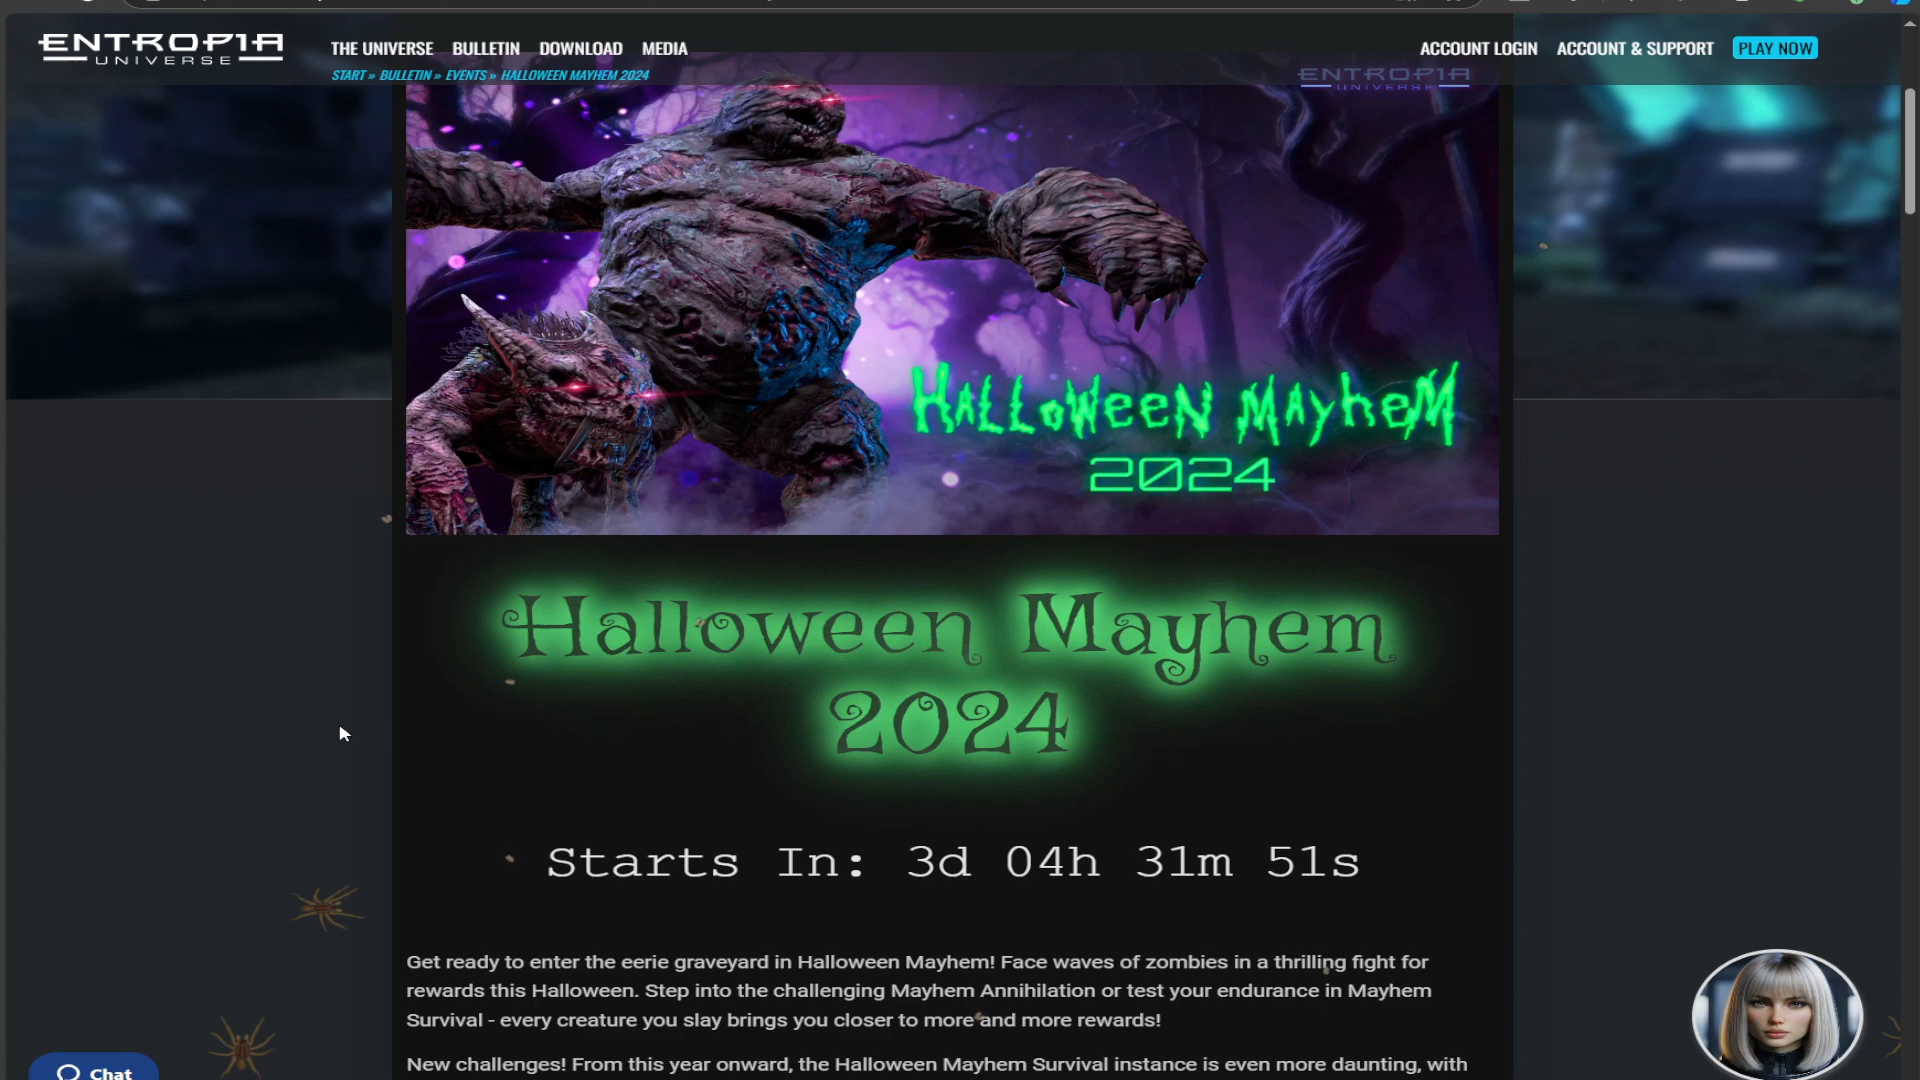 ENTROPIA
UNIVERSE
THE UNIVERSE BULLETIN DOWNLOAD MEDIA
ACCOUNT LOGIN ACCOUNT & SUPPORT PLAY NOW
START » BULLETIN » EVENTS » HALLOWEEN MAYHEM 2024
ENTROPIA
UNIVERSE
HALLOWEEN MAYHEM
2024
Halloween Mayhem
2024
Starts In: 3d 04h 31m 51s
Get ready to enter the eerie graveyard in Halloween Mayhem! Face waves of zombies in a thrilling fight for
rewards this Halloween. Step into the challenging Mayhem Annihilation or test your endurance in Mayhem
Survival - every creature you slay brings you closer to more and more rewards!
New challenges! From this year onward, the Halloween Mayhem Survival instance is even more daunting, with
Chat